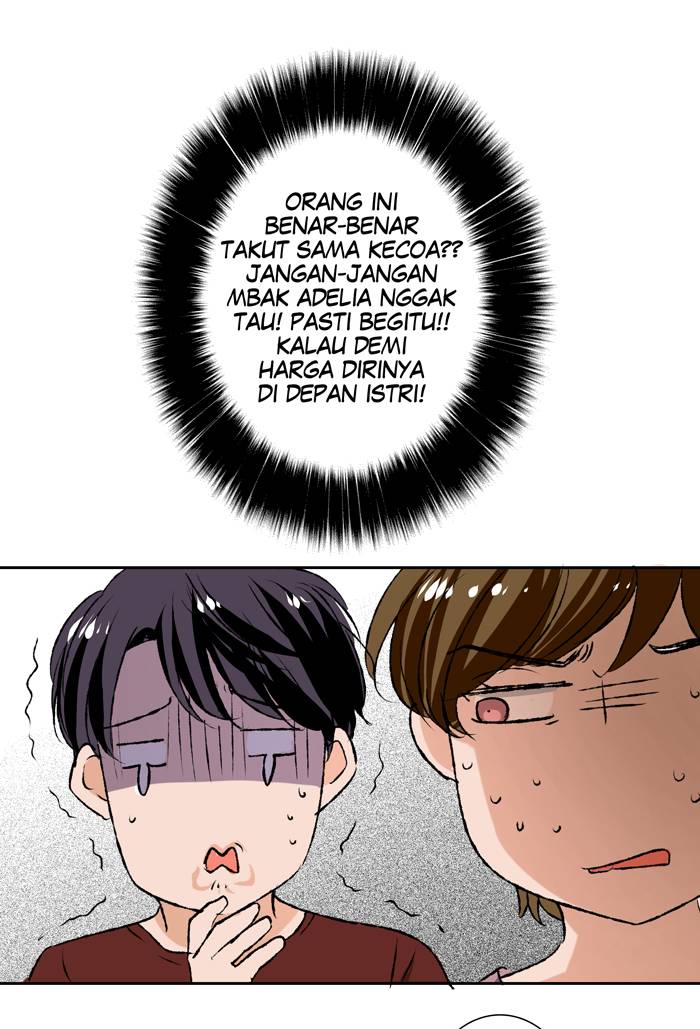 ORANG INI
BENAR-BENAR
TAKUT SAMA KECOA??
JANGAN-JANGAN
MBAK ADELIA NGGAK
TAU! PASTI BEGITU!!
KALAU DEMI
HARGA DIRINYA
DI DEPAN ISTRI!